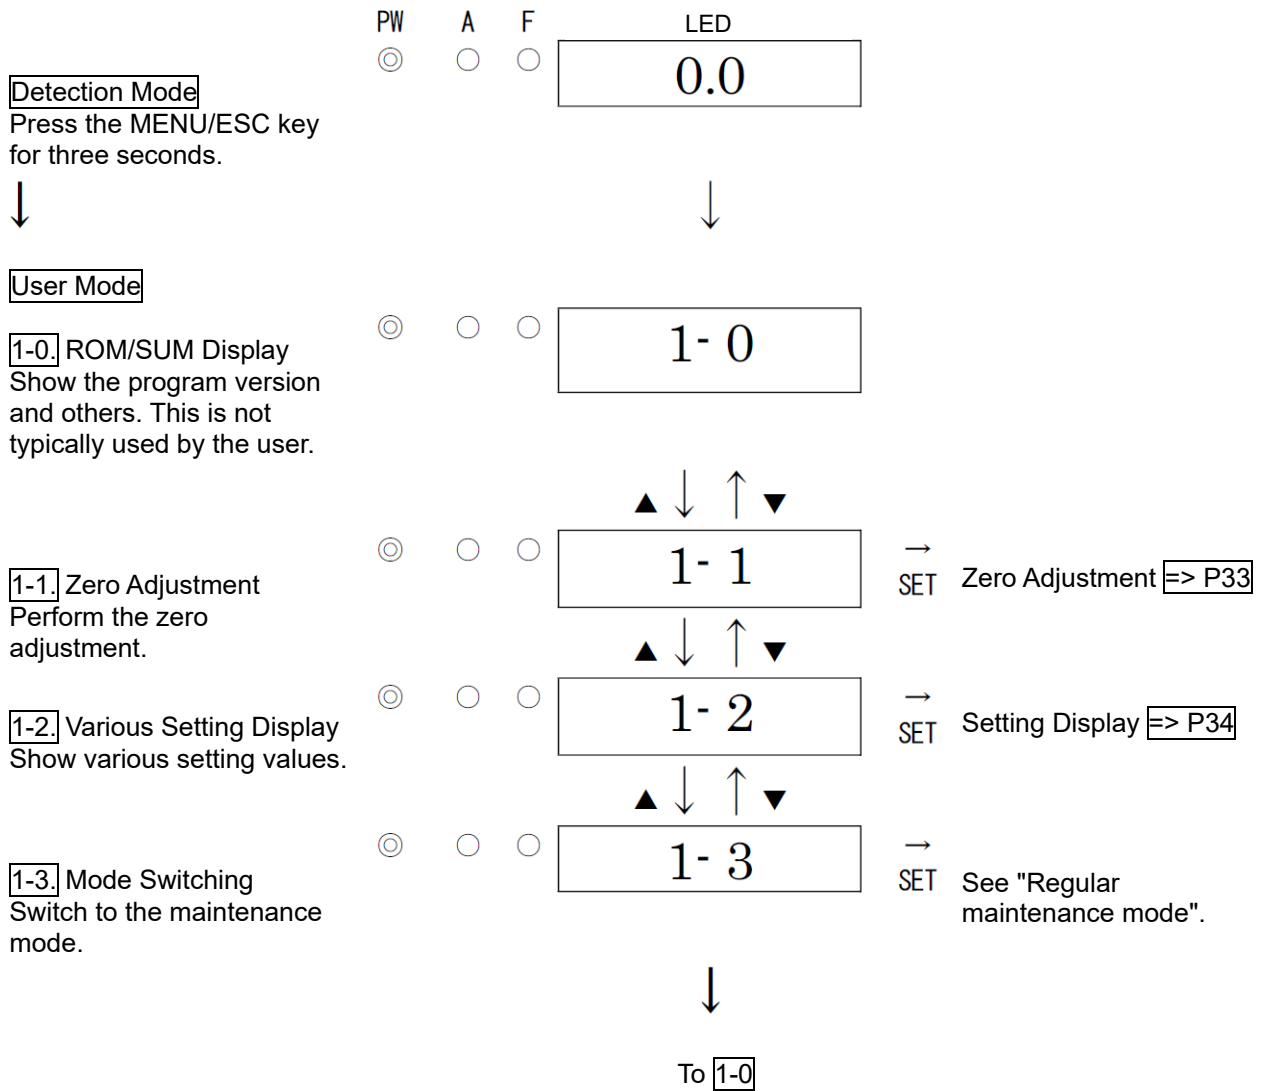 PW A F LED
0.0
Detection Mode
Press the MENU/ESC key
for three seconds.
↓ ↓
User Mode
1- 0
1-0. ROM/SUM Display
Show the program version
and others. This is not
typically used by the user.
▲ ↓ ↑ ▼
1- 1
→
SET
Zero Adjustment => P33
1-1. Zero Adjustment
Perform the zero
adjustment.
▲ ↓ ↑ ▼
1- 2
→
SET
Setting Display => P34
1-2. Various Setting Display
Show various setting values.
▲ ↓ ↑ ▼
1- 3
→
SET
See "Regular
maintenance mode".
1-3. Mode Switching
Switch to the maintenance
mode.
↓
To 1-0